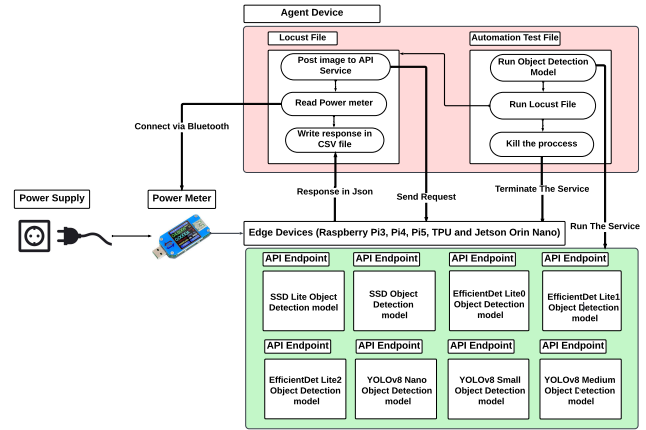 Agent Device
Locust File
Automation Test File
Post image to API
Service
Run Object Detection
Model
Read Power meter
Run Locust File
Write response in
CSV file
Kill the proccess
Connect via Bluetooth
Response in Json
Send Request
Terminate The Service
Run The Service
Power Supply
Power Meter
Edge Devices (Raspberry Pi3, Pi4, Pi5, TPU and Jetson Orin Nano)
API Endpoint
API Endpoint
API Endpoint
API Endpoint
SSD Lite Object
Detection model
SSD Object
Detection
model
EfficientDet Lite0
Object Detection
model
EfficientDet Lite1
Object Detection
model
API Endpoint
API Endpoint
API Endpoint
API Endpoint
EfficientDet Lite2
Object Detection
model
YOLOv8 Nano
Object Detection
model
YOLOv8 Small
Object Detection
model
YOLOv8 Medium
Object Detection
model